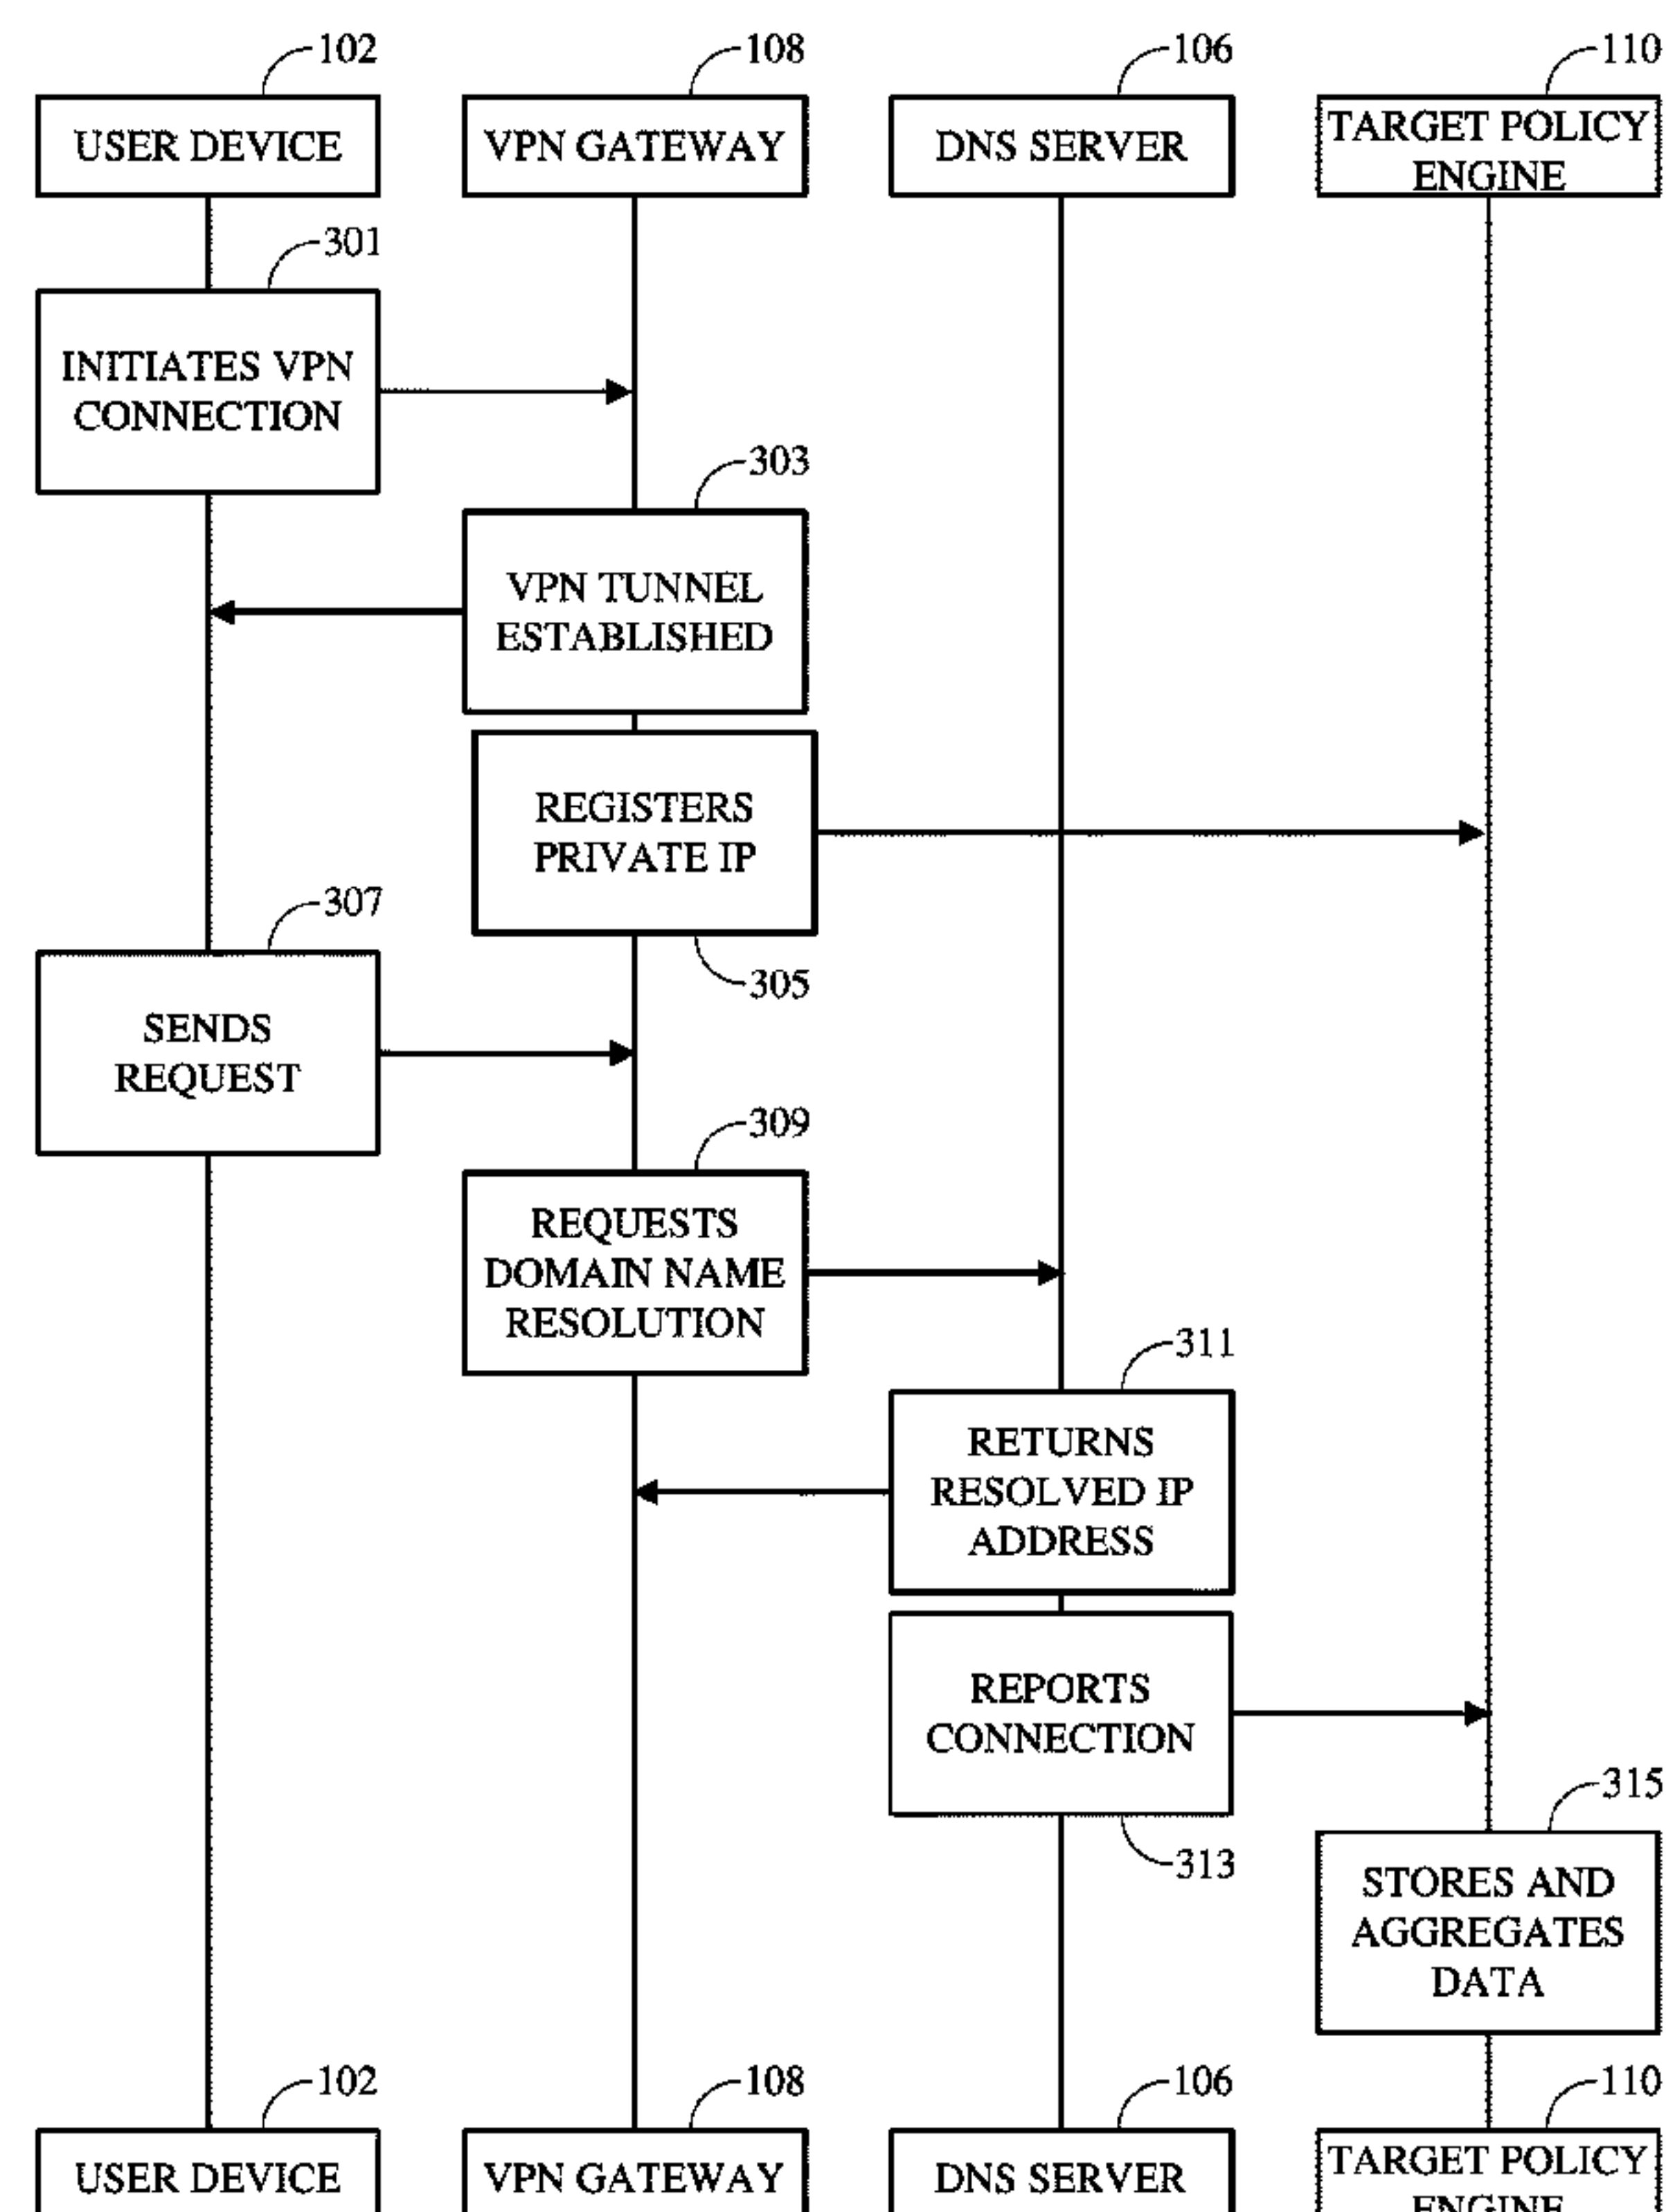 102
108
106
110
USER DEVICE
VPN GATEWAY
DNS SERVER
TARGET POLICY
ENGINE
301
INITIATES VPN
CONNECTION
303
VPN TUNNEL
ESTABLISHED
REGISTERS
PRIVATE IP
305
307
SENDS
REQUEST
309
REQUESTS
DOMAIN NAME
RESOLUTION
311
RETURNS
RESOLVED IP
ADDRESS
REPORTS
CONNECTION
313
315
STORES AND
AGGREGATES
DATA
102
108
106
110
USER DEVICE
VPN GATEWAY
DNS SERVER
TARGET POLICY
ENGINE